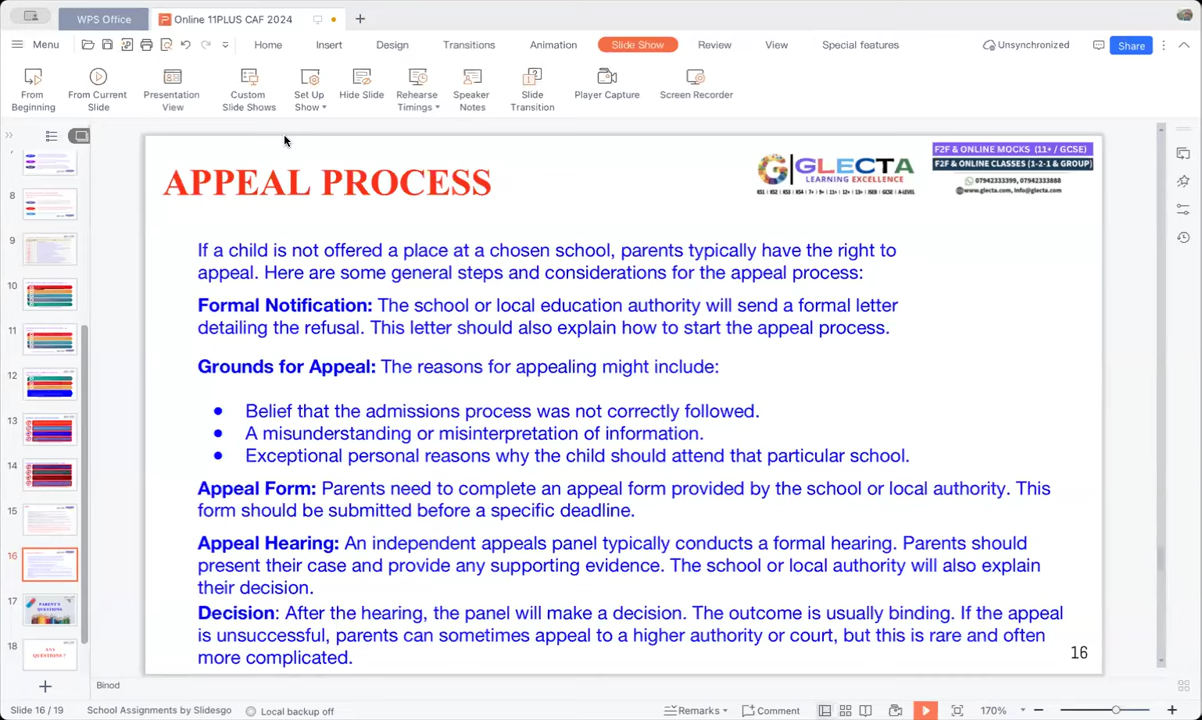 WPS Office
Online 11PLUS CAF 2024
Menu
Home
Insert
Design
Transitions
Animation
Slide Show
Review
View
Special features
Unsynchronized
Share
From Beginning
From Current Slide
Presentation View
Custom Slide Shows
Set Up Show
Hide Slide
Rehearse Timings
Speaker Notes
Slide Transition
Player Capture
Screen Recorder
8
9
10
11
12
13
14
15
16
17
PARENT'S
QUESTIONS
18
ANY
QUESTIONS ?
APPEAL PROCESS
GLECTA
LEARNING EXCELLENCE
F2F & ONLINE MOCKS (11+ / GCSE)
F2F & ONLINE CLASSES (1-2-1 & GROUP)
07942333399, 07942333888
www.glecta.com, Info@glecta.com
If a child is not offered a place at a chosen school, parents typically have the right to
appeal. Here are some general steps and considerations for the appeal process:
Formal Notification: The school or local education authority will send a formal letter
detailing the refusal. This letter should also explain how to start the appeal process.
Grounds for Appeal: The reasons for appealing might include:
● Belief that the admissions process was not correctly followed.
● A misunderstanding or misinterpretation of information.
● Exceptional personal reasons why the child should attend that particular school.
Appeal Form: Parents need to complete an appeal form provided by the school or local authority. This
form should be submitted before a specific deadline.
Appeal Hearing: An independent appeals panel typically conducts a formal hearing. Parents should
present their case and provide any supporting evidence. The school or local authority will also explain
their decision.
Decision: After the hearing, the panel will make a decision. The outcome is usually binding. If the appeal
is unsuccessful, parents can sometimes appeal to a higher authority or court, but this is rare and often
more complicated.
16
Binod
Slide 16 / 19
School Assignments by Slidesgo
Local backup off
Remarks
Comment
170%